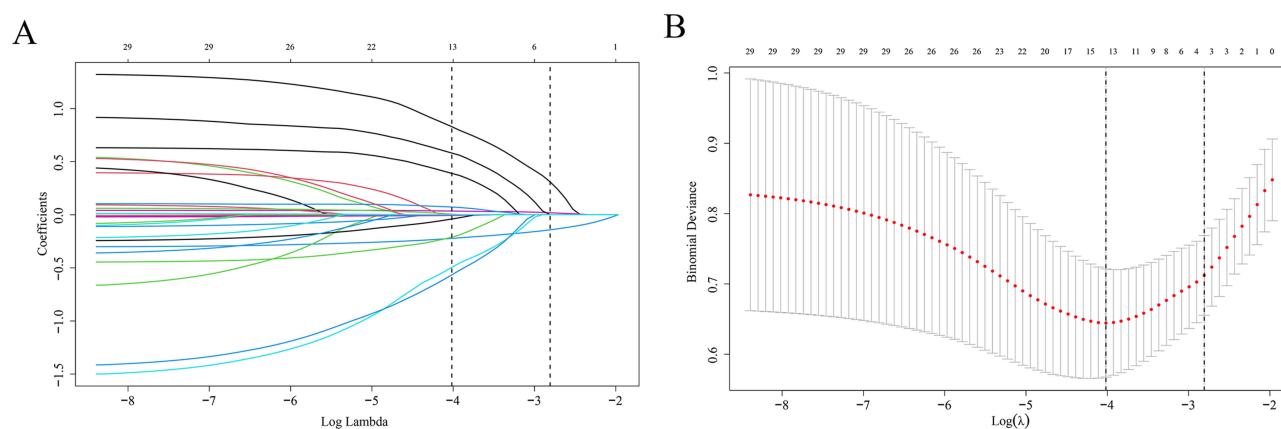 A
29 29 26 22 13 6 1
Coefficients
1.0
0.5
0.0
−0.5
−1.0
−1.5
−8 −7 −6 −5 −4 −3 −2
Log Lambda
B
29 29 29 29 29 29 28 26 26 26 23 22 20 17 15 13 11 9 8 6 4 3 3 2 1 0
Binomial Deviance
1.0
0.9
0.8
0.7
0.6
−8 −7 −6 −5 −4 −3 −2
Log(λ)